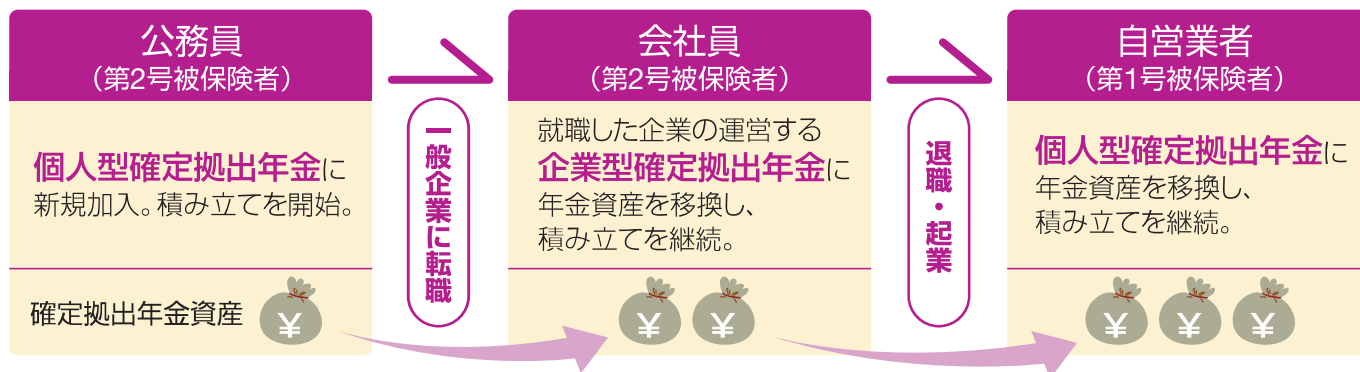 公務員
（第2号被保険者）
個人型確定拠出年金に
新規加入。積み立てを開始。
確定拠出年金資産
¥
一般企業に転職
会社員
（第2号被保険者）
就職した企業の運営する
企業型確定拠出年金に
年金資産を移換し、
積み立てを継続。
¥ ¥
退職・起業
自営業者
（第1号被保険者）
個人型確定拠出年金に
年金資産を移換し、
積み立てを継続。
¥ ¥ ¥